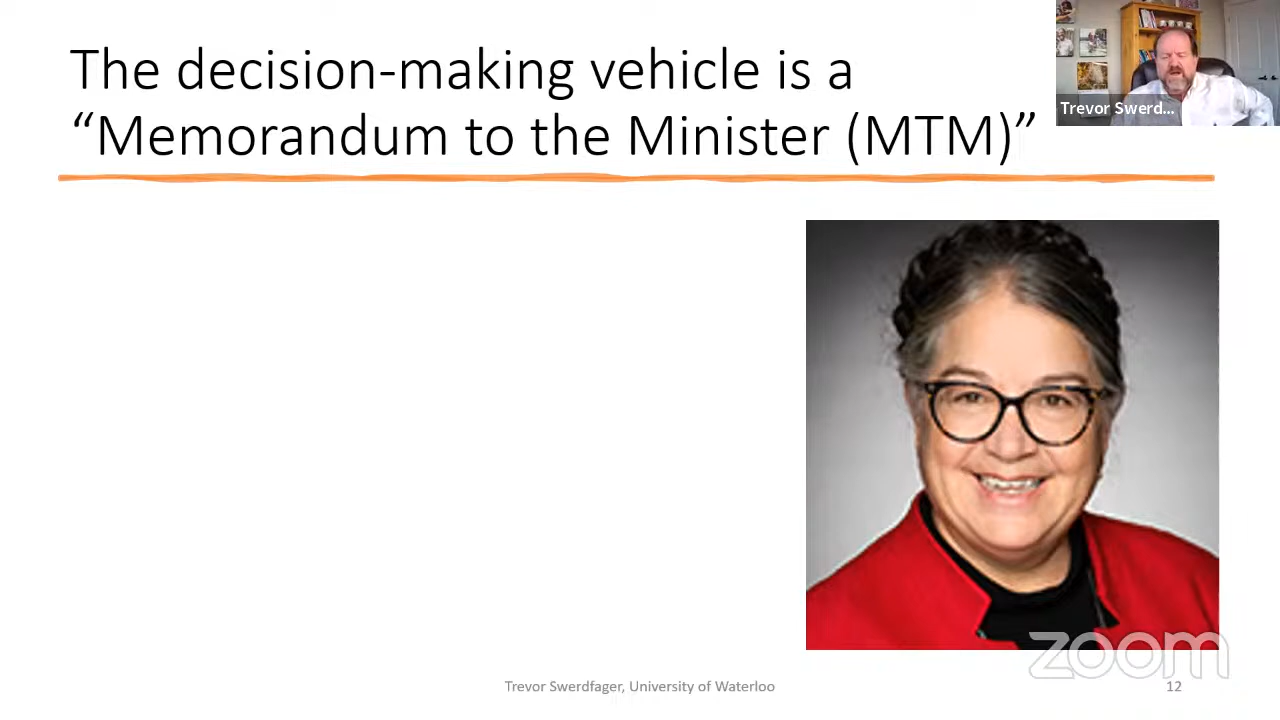 The decision-making vehicle is a
“Memorandum to the Minister (MTM)”
Trevor Swerd...
zoom
Trevor Swerdfager, University of Waterloo
12